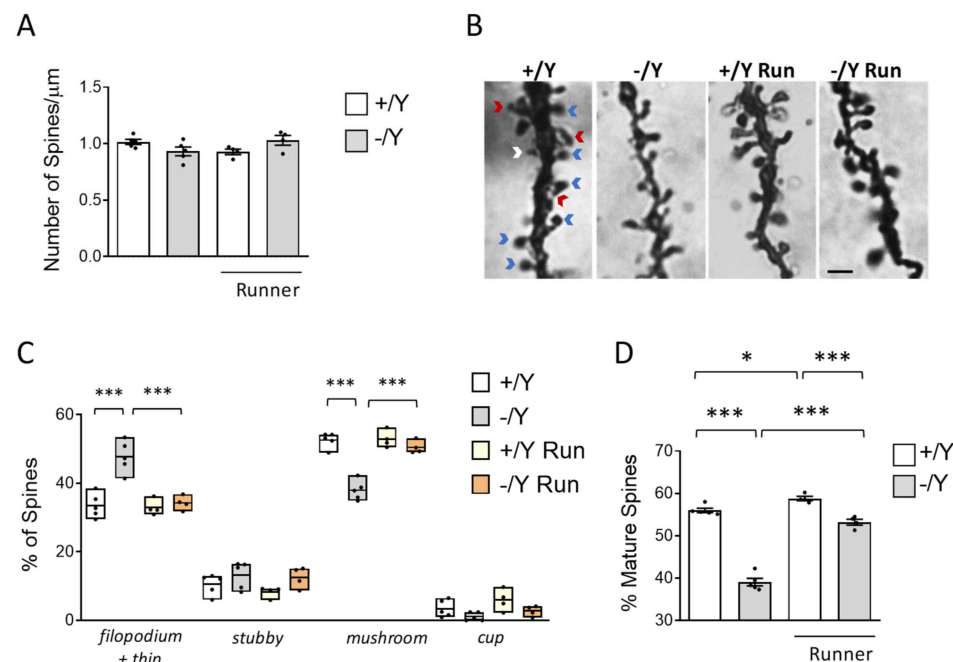 A
Number of Spines/µm
1.5
1.0
0.5
0.0
+/Y
-/Y
Runner
B
+/Y
-/Y
+/Y Run
-/Y Run
C
% of Spines
60
40
20
0
***
***
***
***
+/Y
-/Y
+/Y Run
-/Y Run
filopodium
+ thin
stubby
mushroom
cup
D
*
***
***
***
% Mature Spines
70
60
50
40
+/Y
-/Y
Runner